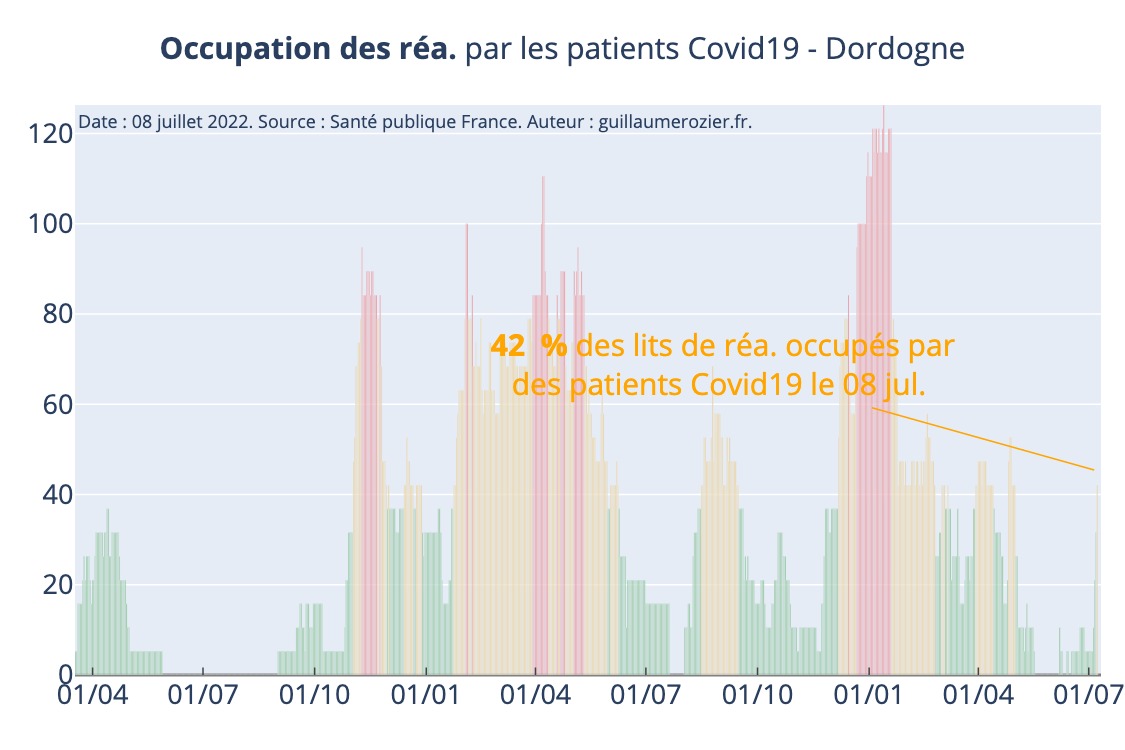 Occupation des réa. par les patients Covid19 - Dordogne
Date : 08 juillet 2022. Source : Santé publique France. Auteur : guillaumerozier.fr.
120
100
80
60
40
20
0
42 % des lits de réa. occupés par
des patients Covid19 le 08 jul.
01/04 01/07 01/10 01/01 01/04 01/07 01/10 01/01 01/04 01/07